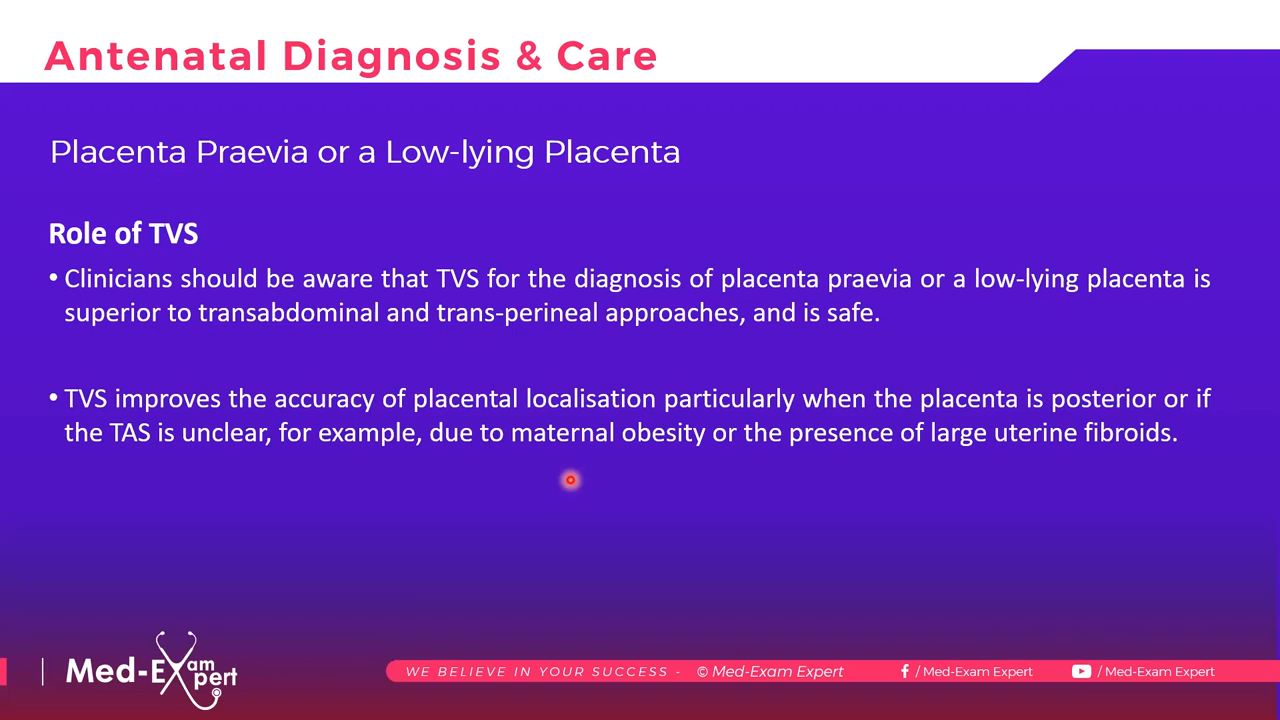 Antenatal Diagnosis & Care
Placenta Praevia or a Low-lying Placenta
Role of TVS
• Clinicians should be aware that TVS for the diagnosis of placenta praevia or a low-lying placenta is
superior to transabdominal and trans-perineal approaches, and is safe.
• TVS improves the accuracy of placental localisation particularly when the placenta is posterior or if
the TAS is unclear, for example, due to maternal obesity or the presence of large uterine fibroids.
Med-Exam Expert
WE BELIEVE IN YOUR SUCCESS - © Med-Exam Expert
/ Med-Exam Expert
/ Med-Exam Expert